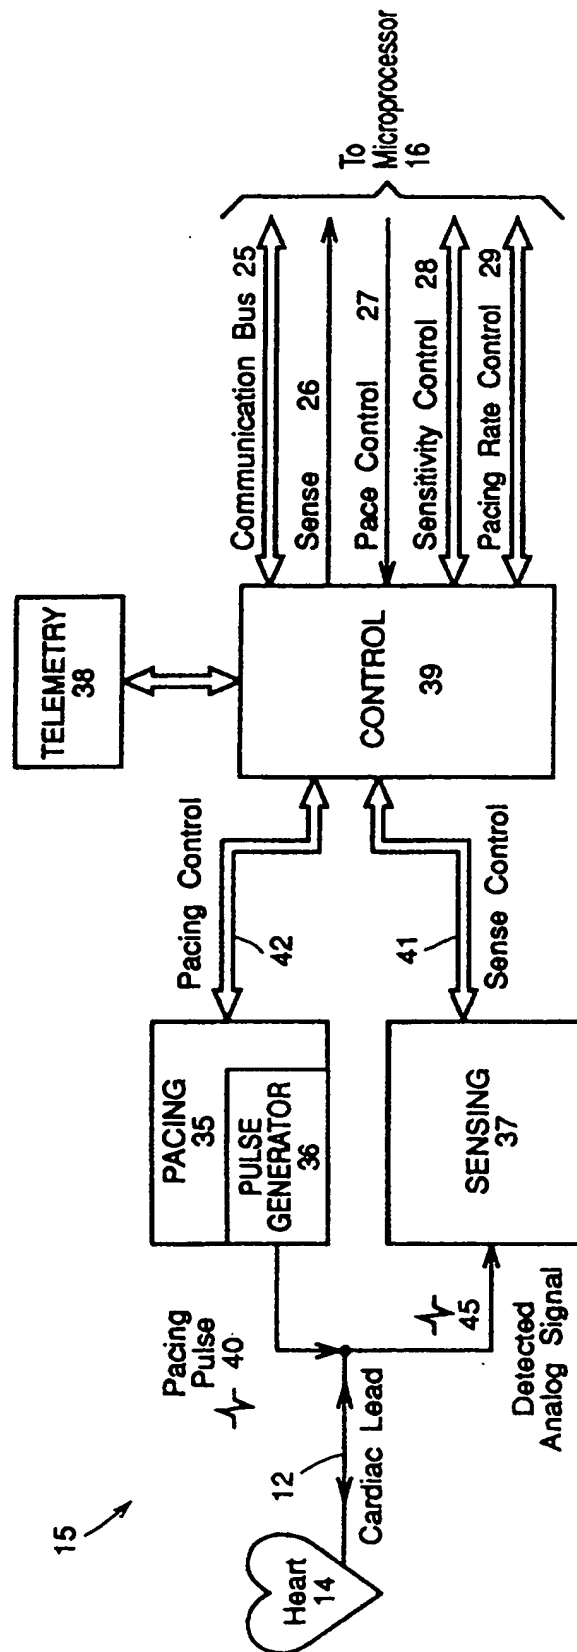 15
Heart
14
12
Cardiac Lead
Pacing
Pulse
40
45
Detected
Analog Signal
PACING
35
PULSE
GENERATOR
36
SENSING
37
Pacing Control
42
41
Sense Control
TELEMETRY
38
CONTROL
39
Communication Bus 25
Sense 26
Pace Control 27
Sensitivity Control 28
Pacing Rate Control 29
To
Microprocessor
16